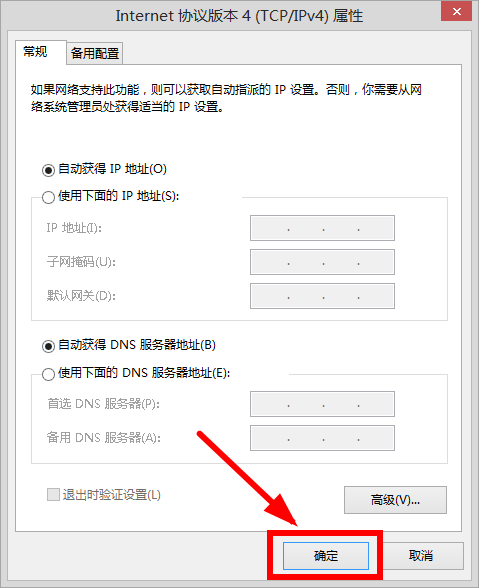 Internet 协议版本 4 (TCP/IPv4) 属性
常规
备用配置
如果网络支持此功能，则可以获取自动指派的 IP 设置。否则，你需要从网
络系统管理员处获得适当的 IP 设置。
自动获得 IP 地址(O)
使用下面的 IP 地址(S):
IP 地址(I):
子网掩码(U):
默认网关(D):
自动获得 DNS 服务器地址(B)
使用下面的 DNS 服务器地址(E):
首选 DNS 服务器(P):
备用 DNS 服务器(A):
退出时验证设置(L)
高级(V)...
确定
取消